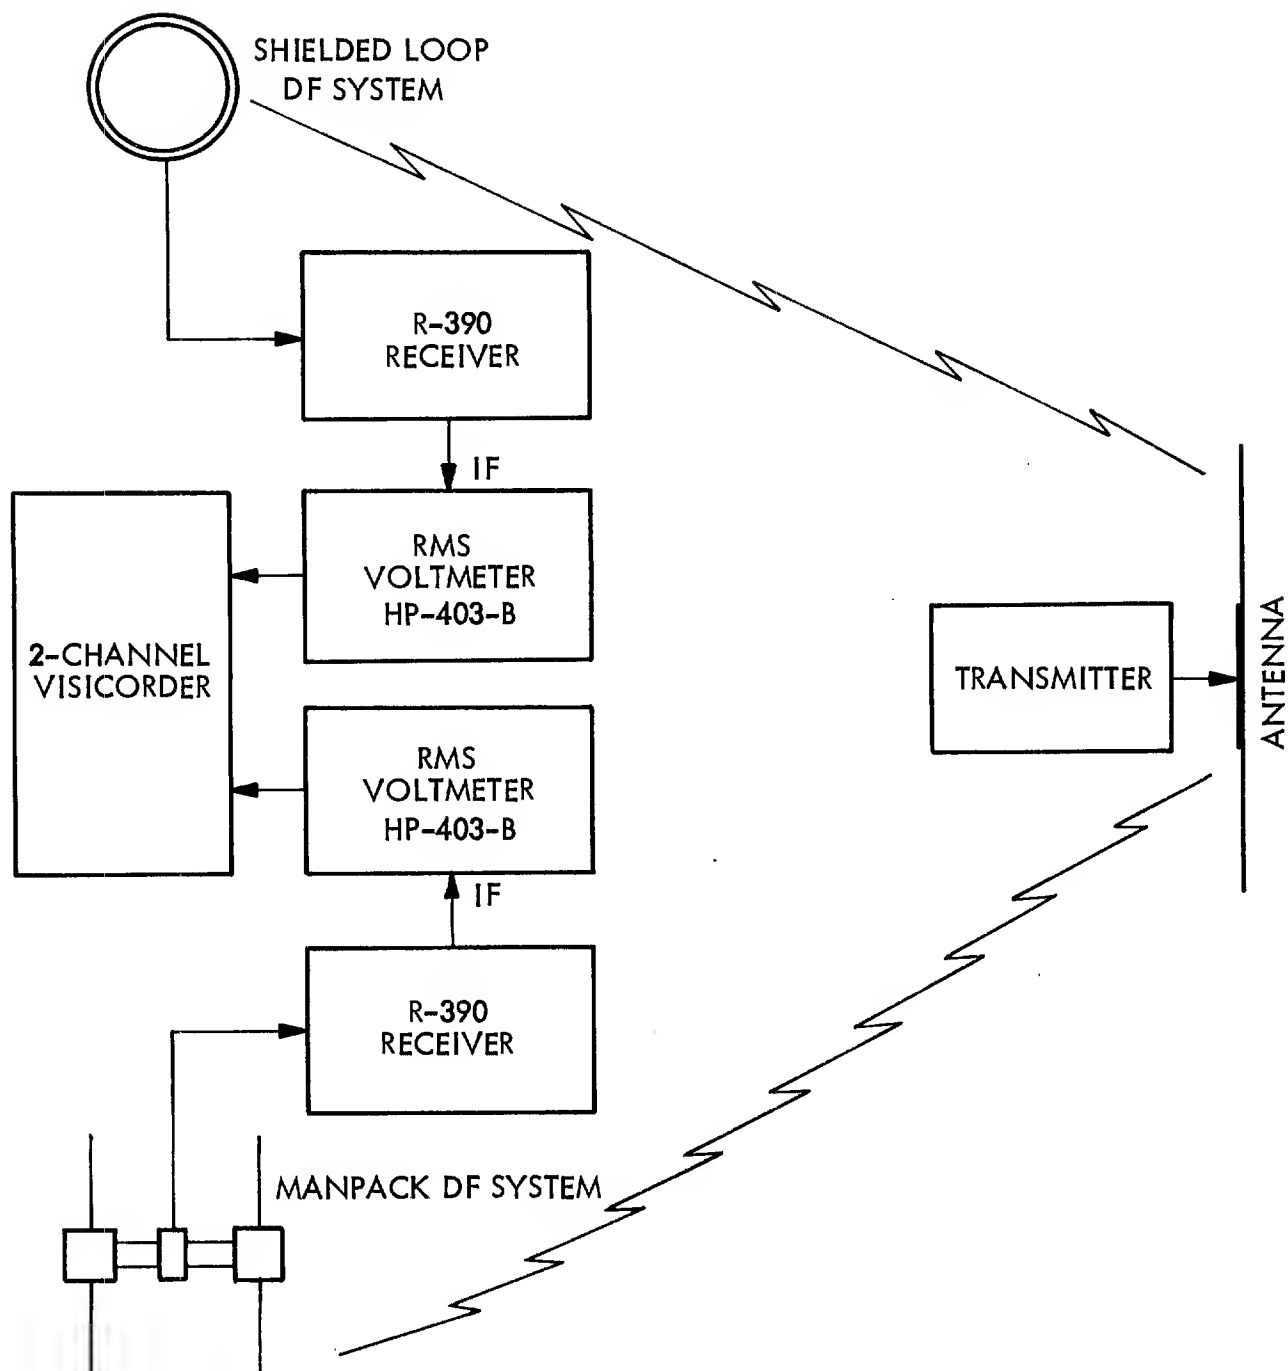 SHIELDED LOOP
DF SYSTEM
R-390
RECEIVER
IF
RMS
VOLTMETER
HP-403-B
2-CHANNEL
VISICORDER
TRANSMITTER
ANTENNA
RMS
VOLTMETER
HP-403-B
IF
R-390
RECEIVER
MANPACK DF SYSTEM